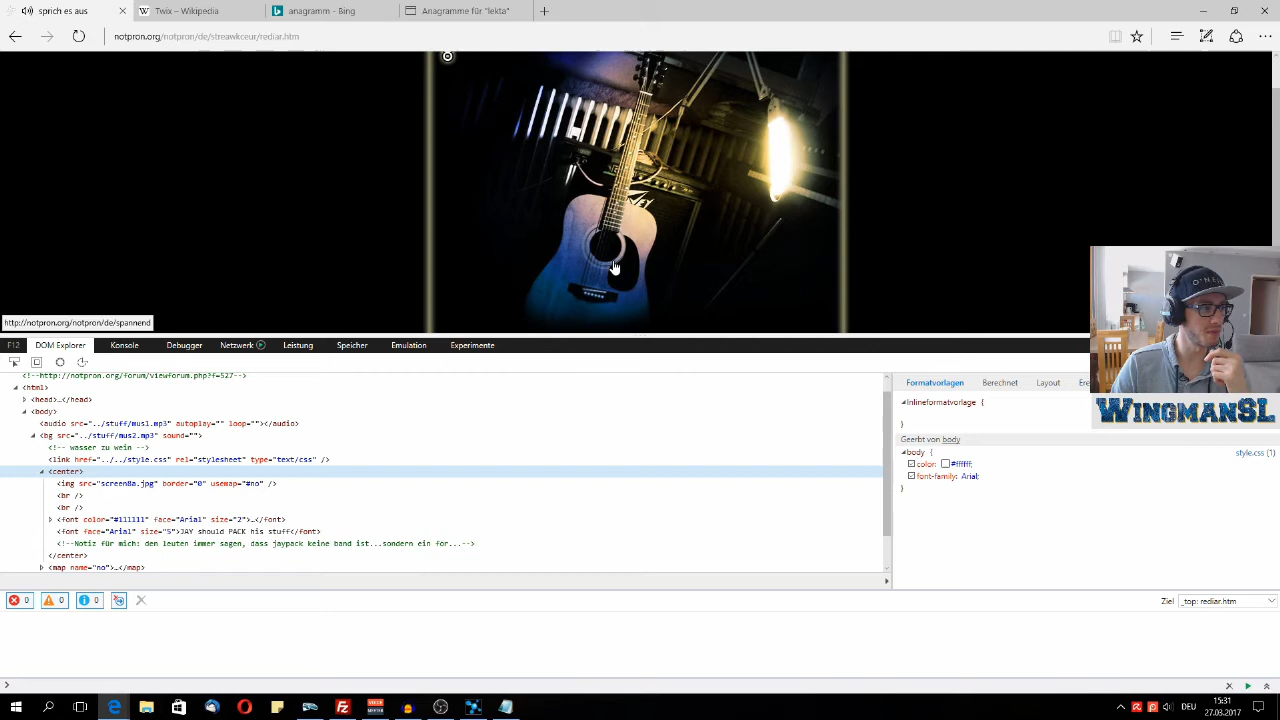 sprich es aus
Twix – Wikipedia
anagramm - Bing
Anagramme für "lekta"
notpron.org/notpron/de/streawkceur/rediar.htm
http://notpron.org/notpron/de/spannend
F12 DOM Explorer Konsole Debugger Netzwerk Leistung Speicher Emulation Experimente
<!--http://notpron.org/forum/viewforum.php?f=527-->
<html>
<head>…</head>
<body>
<audio src="../stuff/mus1.mp3" autoplay="" loop=""></audio>
<bg src="../stuff/mus2.mp3" sound="">
<!-- wasser zu wein -->
<link href="../../style.css" rel="stylesheet" type="text/css" />
<center>
<img src="screen8a.jpg" border="0" usemap="#no" />
<br />
<br />
<font color="#111111" face="Arial" size="2">…</font>
<font face="Arial" size="5">JAY should PACK his stuff</font>
<!--Notiz für mich: den leuten immer sagen, dass jaypack keine band ist...sondern ein for...-->
</center>
<map name="no">…</map>
Formatvorlagen Berechnet Layout Ere
Inlineformatvorlage {
}
Geerbt von body
body { style.css (1)
color: #ffffff;
font-family: Arial;
}
O'NE
WINGMANSL
0 0 0
Ziel _top: rediar.htm
DEU
15:31
27.03.2017